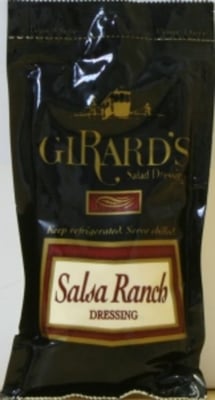 GIRARD'S
Salad Dressing
Keep refrigerated. Serve chilled.
Salsa Ranch
DRESSING